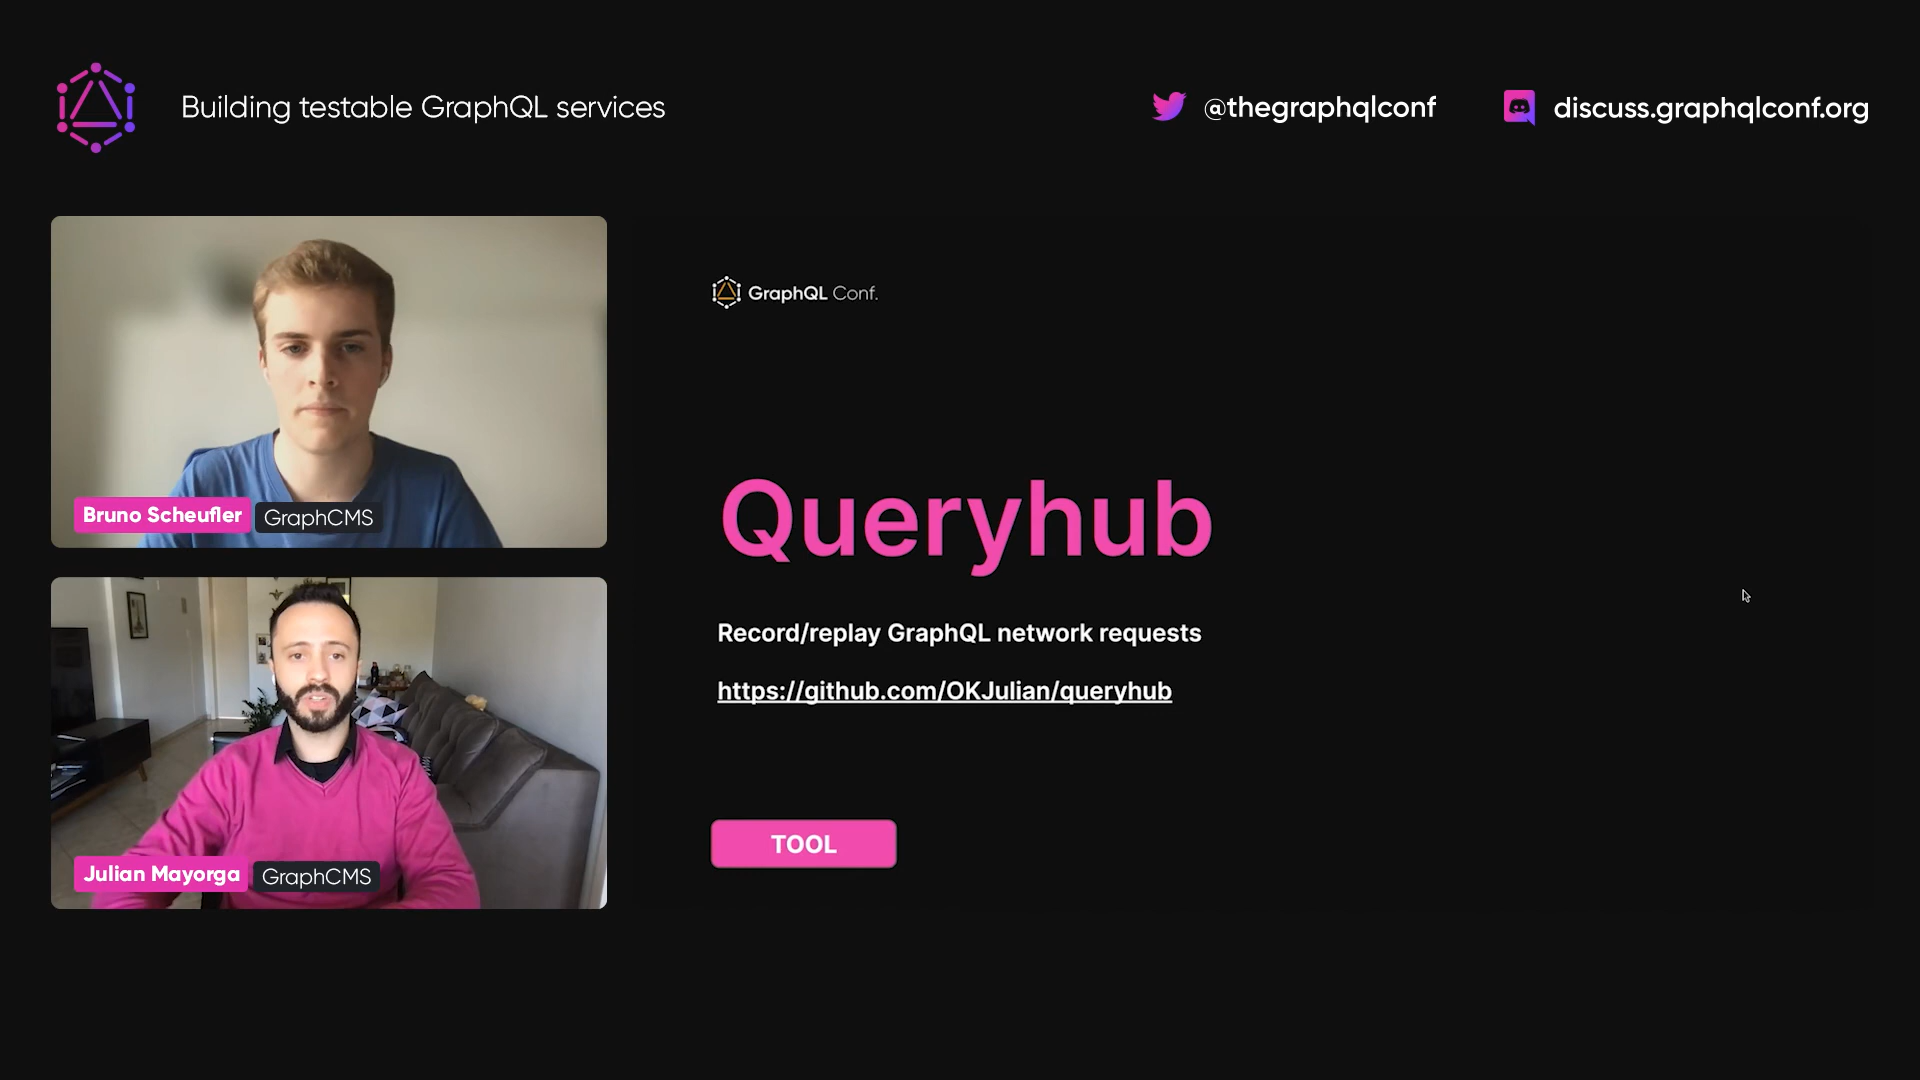 Building testable GraphQL services
@thegraphqlconf
discuss.graphqlconf.org
Bruno Scheufler
GraphCMS
Julian Mayorga
GraphCMS
GraphQL Conf.
Queryhub
Record/replay GraphQL network requests
https://github.com/OKJulian/queryhub
TOOL